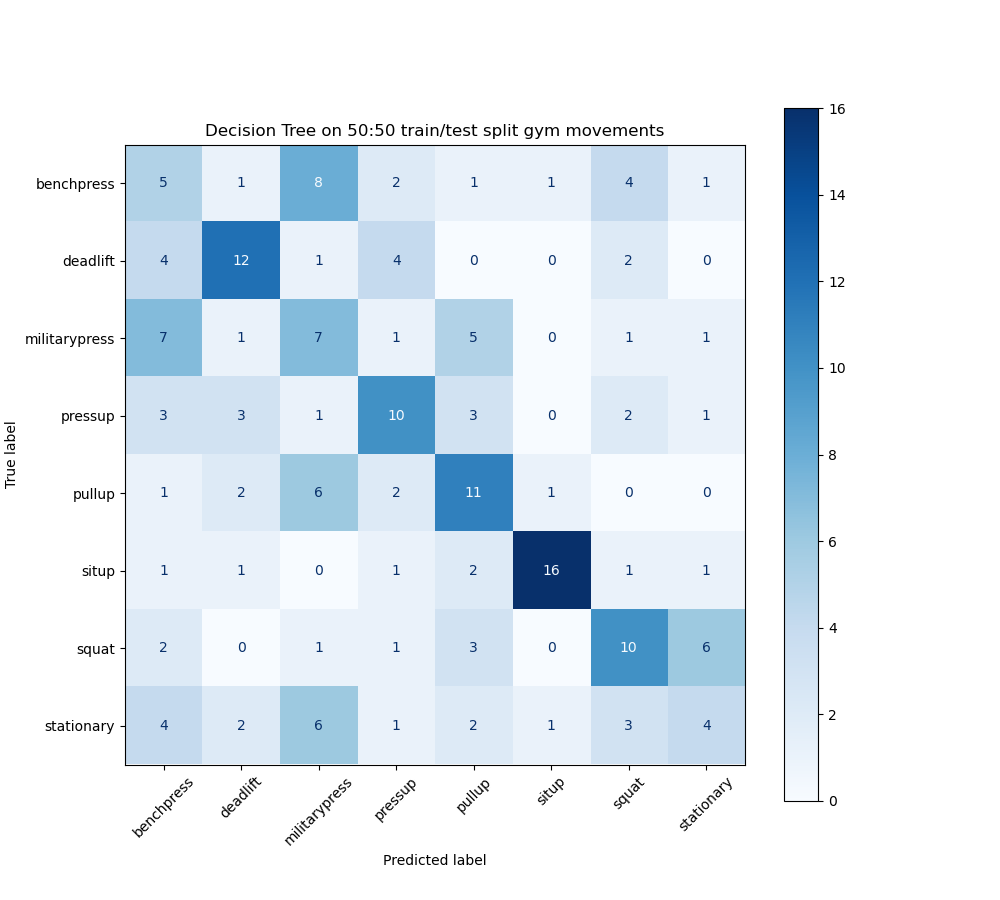 Decision Tree on 50:50 train/test split gym movements
benchpress 5 1 8 2 1 1 4 1
deadlift 4 12 1 4 0 0 2 0
militarypress 7 1 7 1 5 0 1 1
pressup 3 3 1 10 3 0 2 1
pullup 1 2 6 2 11 1 0 0
situp 1 1 0 1 2 16 1 1
squat 2 0 1 1 3 0 10 6
stationary 4 2 6 1 2 1 3 4
True label
benchpress deadlift militarypress pressup pullup situp squat stationary
Predicted label
16
14
12
10
8
6
4
2
0